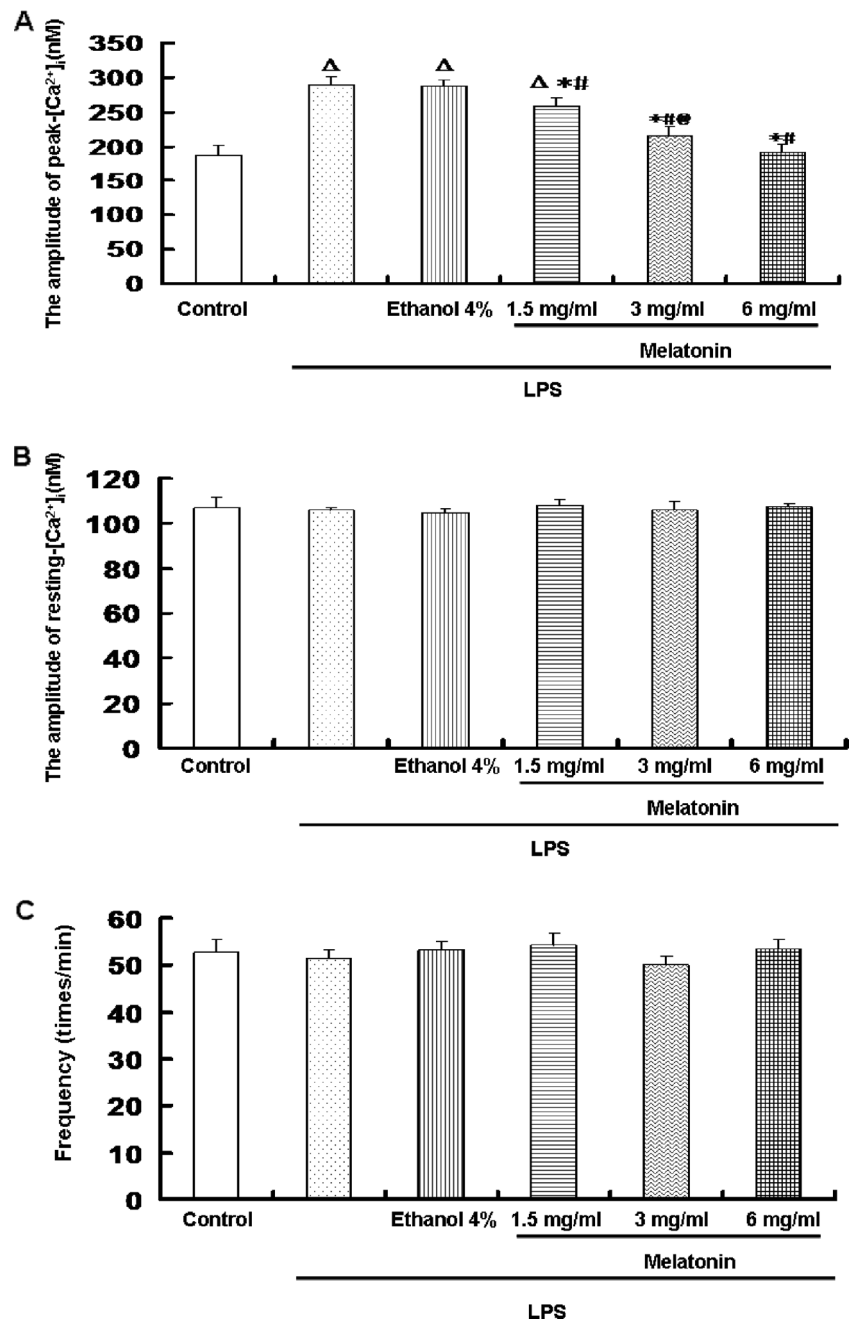 A
The amplitude of peak-[Ca²⁺]ᵢ(nM)
350
300
250
200
150
100
50
0
Δ
Δ
Δ *#
*#⊕
*#
Control
Ethanol 4%
1.5 mg/ml
3 mg/ml
6 mg/ml
Melatonin
LPS
B
The amplitude of resting-[Ca²⁺]ᵢ(nM)
120
100
80
60
40
20
0
Control
Ethanol 4%
1.5 mg/ml
3 mg/ml
6 mg/ml
Melatonin
LPS
C
Frequency (times/min)
60
50
40
30
20
10
0
Control
Ethanol 4%
1.5 mg/ml
3 mg/ml
6 mg/ml
Melatonin
LPS